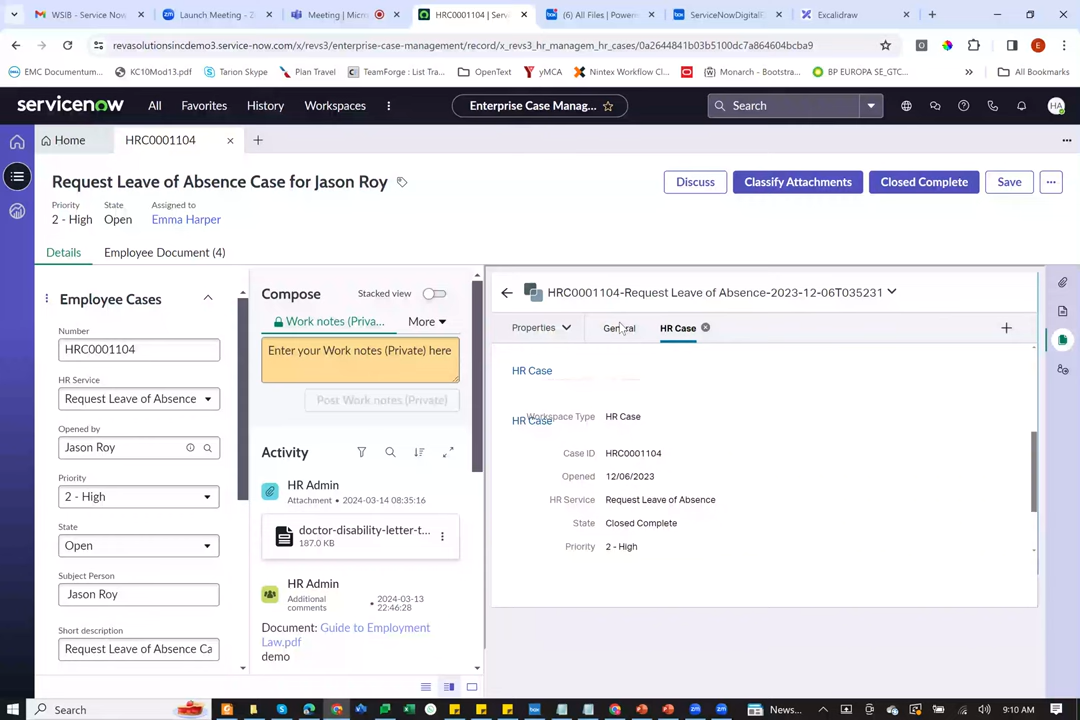 WSIB - Service Now
Launch Meeting - Z
Meeting | Micro
HRC0001104 | Serv
(6) All Files | Power
ServiceNowDigitalE
Excalidraw
revasolutionsincdemo3.service-now.com/x/revs3/enterprise-case-management/record/x_revs3_hr_managem_hr_cases/0a2644841b03b5100dc7a864604bcba9
EMC Documentum...
KC10Mod13.pdf
Tarion Skype
Plan Travel
TeamForge : List Tra...
OpenText
yMCA
Nintex Workflow Cl...
Monarch - Bootstra...
BP EUROPA SE_GTC...
All Bookmarks
servicenow
All
Favorites
History
Workspaces
Enterprise Case Manag...
Search
HA
Home
HRC0001104
Request Leave of Absence Case for Jason Roy
Discuss
Classify Attachments
Closed Complete
Save
Priority
State
Assigned to
2 - High
Open
Emma Harper
Details
Employee Document (4)
Employee Cases
Number
HRC0001104
HR Service
Request Leave of Absence
Opened by
Jason Roy
Priority
2 - High
State
Open
Subject Person
Jason Roy
Short description
Request Leave of Absence Ca
Compose
Stacked view
Work notes (Priva...
More
Enter your Work notes (Private) here
Post Work notes (Private)
Activity
HR Admin
Attachment • 2024-03-14 08:35:16
doctor-disability-letter-t...
187.0 KB
HR Admin
Additional comments • 2024-03-13 22:46:28
Document: Guide to Employment
Law.pdf
demo
HRC0001104-Request Leave of Absence-2023-12-06T035231
Properties
General
HR Case
HR Case
Workspace Type HR Case
HR Case
Case ID HRC0001104
Opened 12/06/2023
HR Service Request Leave of Absence
State Closed Complete
Priority 2 - High
Search
News...
9:10 AM